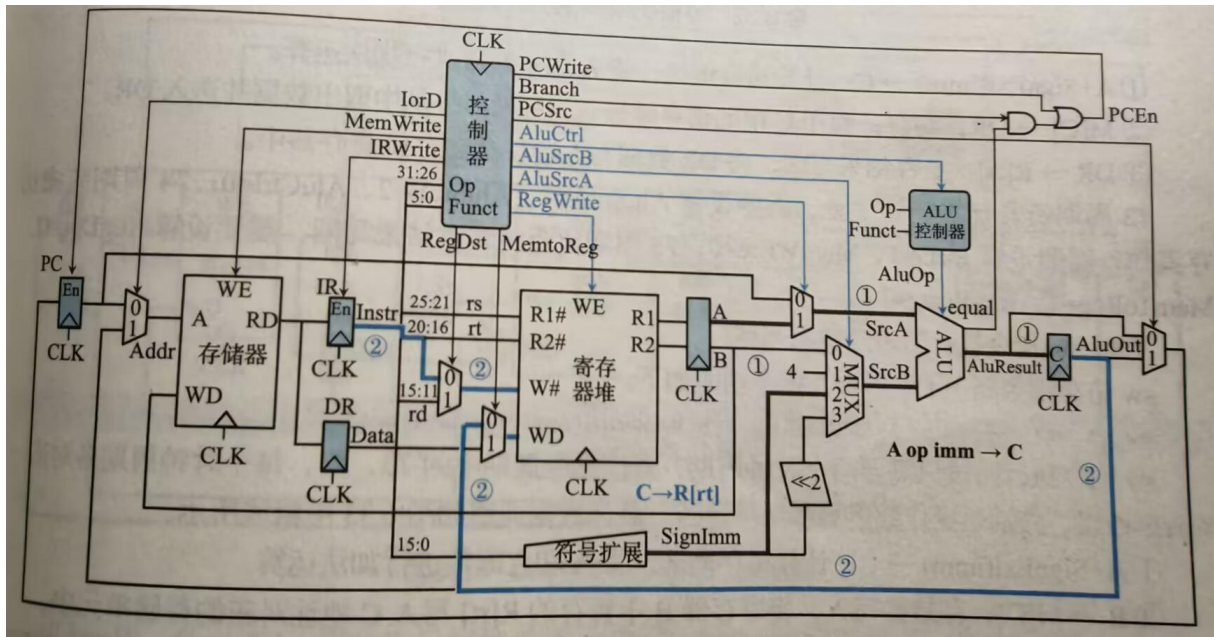 CLK
PCWrite
Branch
PCSrc
AluCtrl
AluSrcB
AluSrcA
RegWrite
IorD
MemWrite
IRWrite
31:26
5:0
控制器
Op
Funct
PCEn
RegDst
MemtoReg
Op
Funct
ALU
控制器
PC
En
CLK
0
1
Addr
WE
A
RD
存储器
WD
CLK
IR
En
Instr
②
CLK
DR
Data
CLK
25:21 rs
20:16 rt
15:11
rd
0
1
②
0
1
②
R1#
WE
R1
R2#
R2
W#
寄存器堆
WD
CLK
C→R[rt]
A
B
CLK
①
4
0
1
0
1
2
3
MUX
①
SrcA
SrcB
AluOp
equal
ALU
①
AluResult
C
CLK
AluOut
0
1
②
A op imm → C
≪2
15:0
符号扩展
SignImm
②